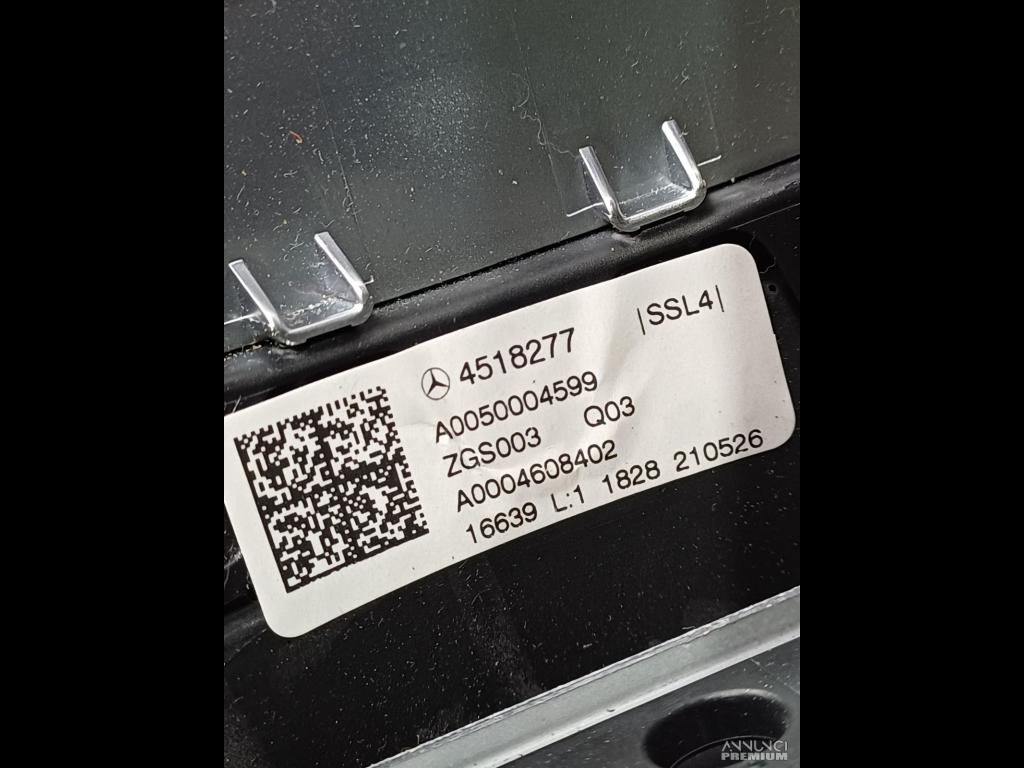 |SSL4|
4518277
A0050004599
ZGS003 Q03
A0004608402
16639 L:1 1828 210526
ANNUNCI
PREMIUM